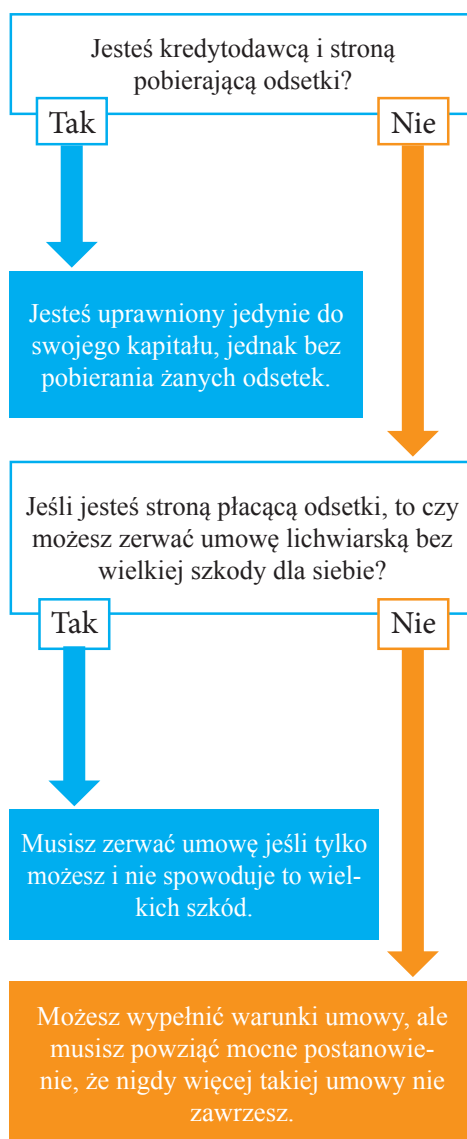 Jesteś kredytodawcą i stroną
pobierającą odsetki?
Tak
Nie
Jesteś uprawniony jedynie do
swojego kapitału, jednak bez
pobierania żanych odsetek.
Jeśli jesteś stroną płacącą odsetki, to czy
możesz zerwać umowę lichwiarską bez
wielkiej szkody dla siebie?
Tak
Nie
Musisz zerwać umowę jeśli tylko
możesz i nie spowoduje to wiel-
kich szkód.
Możesz wypełnić warunki umowy, ale
musisz powziąć mocne postanowie-
nie, że nigdy więcej takiej umowy nie
zawrzesz.